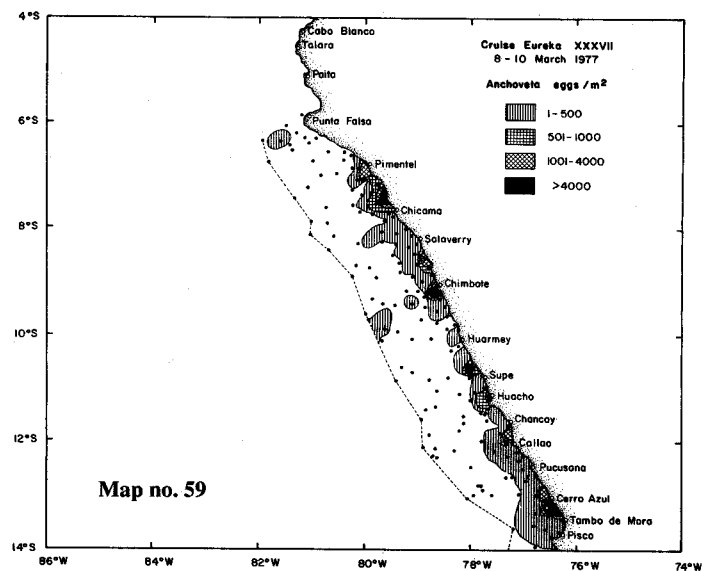 4°S
6°S
8°S
10°S
12°S
14°S
86°W
84°W
82°W
80°W
78°W
76°W
74°W
Cruise Eureka XXXVII
8-10 March 1977
Anchoveta eggs/m²
1-500
501-1000
1001-4000
>4000
Cabo Blanco
Talara
Paita
Punta Falsa
Pimentel
Chicama
Salaverry
Chimbote
Huarmey
Supe
Huacho
Chancay
Callao
Pucusana
Cerro Azul
Tambo de Mora
Pisco
Map no. 59